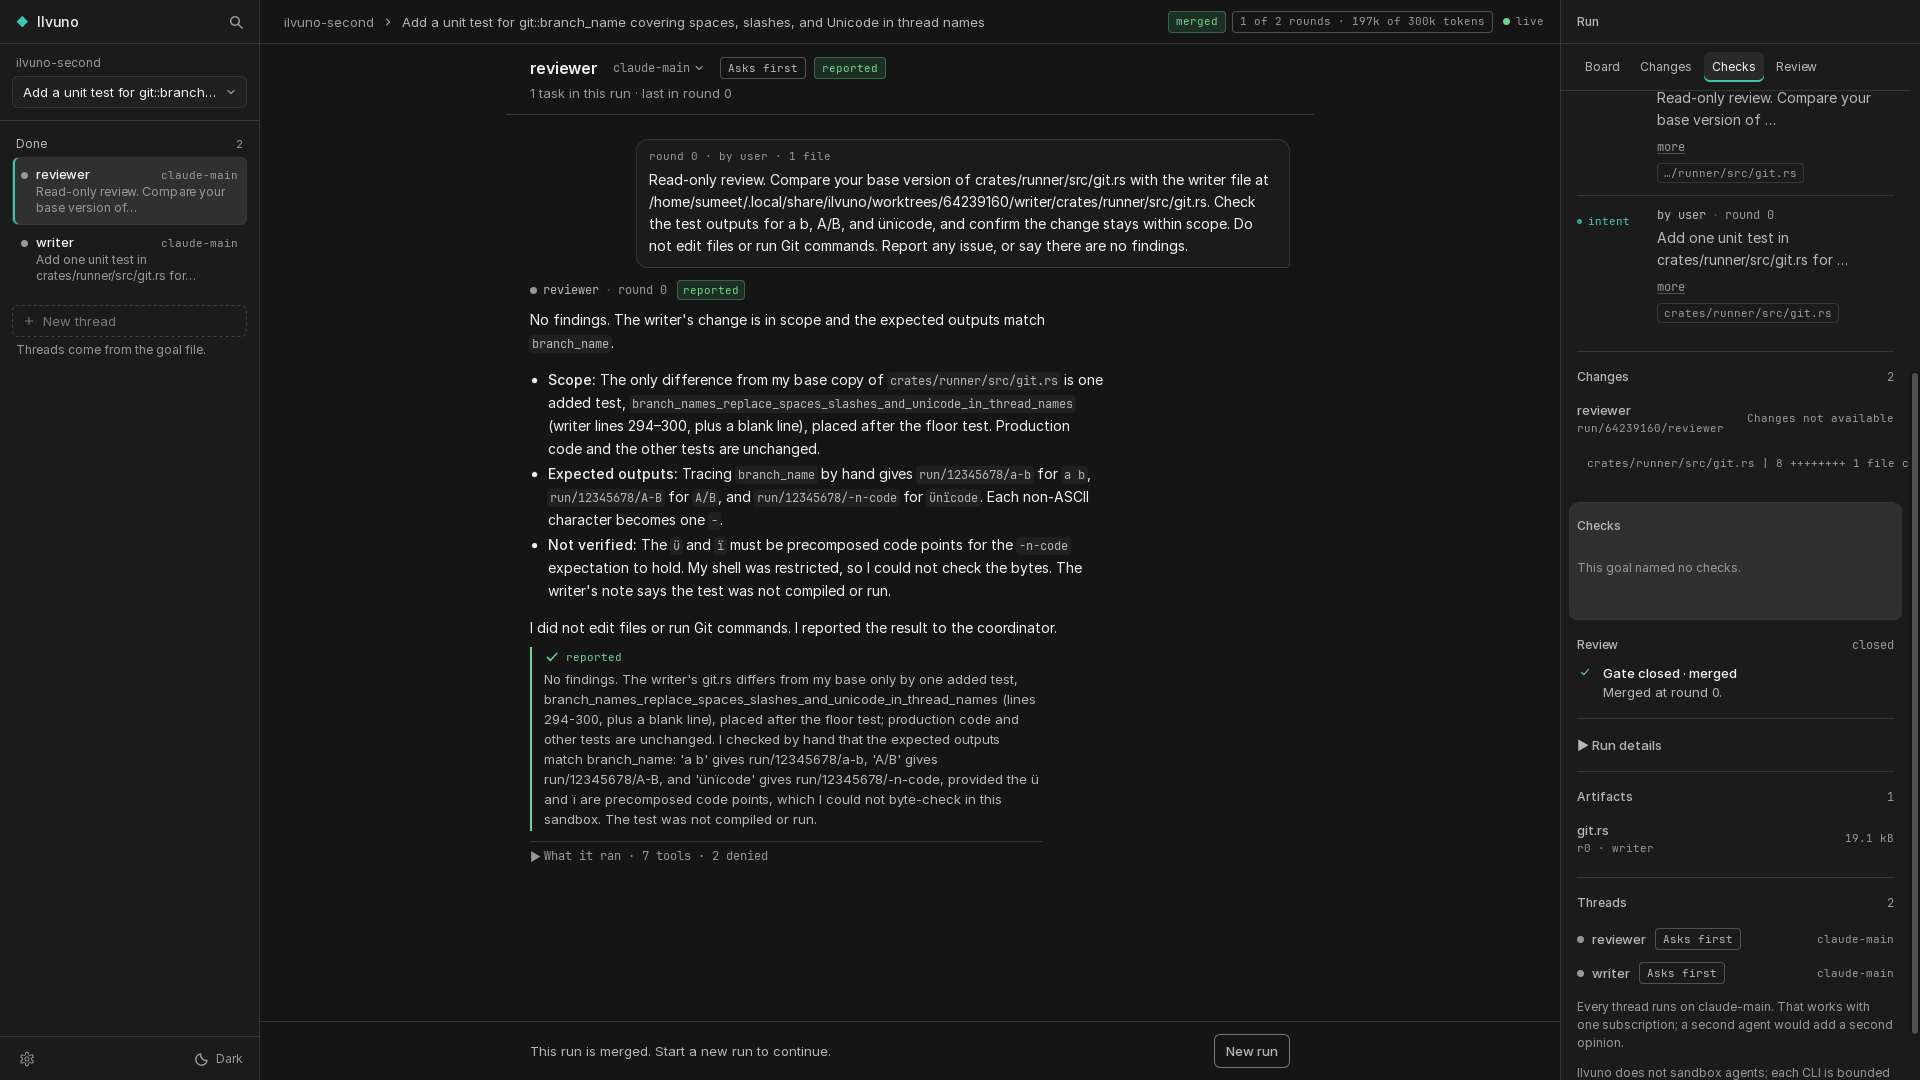 Ilvuno
ilvuno-second
Add a unit test for git::branch...
Done 2
reviewer claude-main
Read-only review. Compare your
base version of...
writer claude-main
Add one unit test in
crates/runner/src/git.rs for...
+ New thread
Threads come from the goal file.
Dark
ilvuno-second > Add a unit test for git::branch_name covering spaces, slashes, and Unicode in thread names
merged 1 of 2 rounds · 197k of 300k tokens live
reviewer claude-main Asks first reported
1 task in this run · last in round 0
round 0 · by user · 1 file
Read-only review. Compare your base version of crates/runner/src/git.rs with the writer file at
/home/sumeet/.local/share/ilvuno/worktrees/64239160/writer/crates/runner/src/git.rs. Check
the test outputs for a b, A/B, and ünïcode, and confirm the change stays within scope. Do
not edit files or run Git commands. Report any issue, or say there are no findings.
reviewer · round 0 reported
No findings. The writer's change is in scope and the expected outputs match
branch_name.
• Scope: The only difference from my base copy of crates/runner/src/git.rs is one
added test, branch_names_replace_spaces_slashes_and_unicode_in_thread_names
(writer lines 294–300, plus a blank line), placed after the floor test. Production
code and the other tests are unchanged.
• Expected outputs: Tracing branch_name by hand gives run/12345678/a-b for a b,
run/12345678/A-B for A/B, and run/12345678/-n-code for ünïcode. Each non-ASCII
character becomes one -.
• Not verified: The ü and ï must be precomposed code points for the -n-code
expectation to hold. My shell was restricted, so I could not check the bytes. The
writer's note says the test was not compiled or run.
I did not edit files or run Git commands. I reported the result to the coordinator.
reported
No findings. The writer's git.rs differs from my base only by one added test,
branch_names_replace_spaces_slashes_and_unicode_in_thread_names (lines
294-300, plus a blank line), placed after the floor test; production code and
other tests are unchanged. I checked by hand that the expected outputs
match branch_name: 'a b' gives run/12345678/a-b, 'A/B' gives
run/12345678/A-B, and 'ünïcode' gives run/12345678/-n-code, provided the ü
and ï are precomposed code points, which I could not byte-check in this
sandbox. The test was not compiled or run.
What it ran · 7 tools · 2 denied
This run is merged. Start a new run to continue.
New run
Run
Board Changes Checks Review
Read-only review. Compare your
base version of ...
more
…/runner/src/git.rs
intent by user · round 0
Add one unit test in
crates/runner/src/git.rs for ...
more
crates/runner/src/git.rs
Changes 2
reviewer
run/64239160/reviewer
Changes not available
crates/runner/src/git.rs | 8 ++++++++ 1 file c
Checks
This goal named no checks.
Review closed
Gate closed · merged
Merged at round 0.
Run details
Artifacts 1
git.rs
r0 · writer
19.1 kB
Threads 2
reviewer Asks first claude-main
writer Asks first claude-main
Every thread runs on claude-main. That works with
one subscription; a second agent would add a second
opinion.
Ilvuno does not sandbox agents; each CLI is bounded